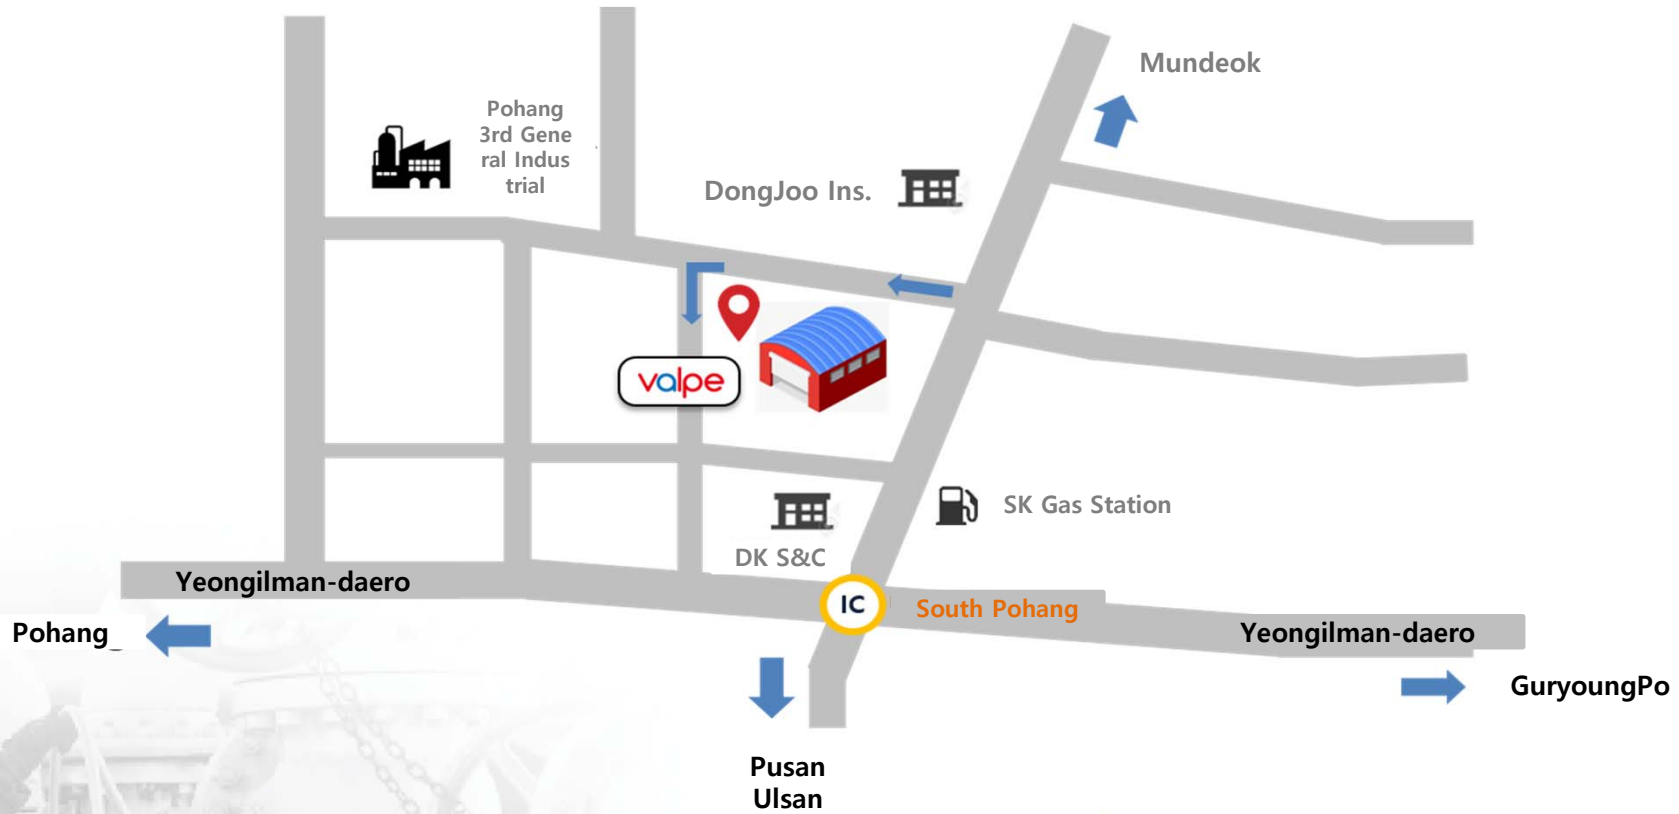 Mundeok
Pohang
3rd Gene
ral Indus
trial
DongJoo Ins.
valpe
SK Gas Station
DK S&C
Yeongilman-daero
IC
South Pohang
Pohang_
Yeongilman-daero
GuryoungPo
Pusan
Ulsan